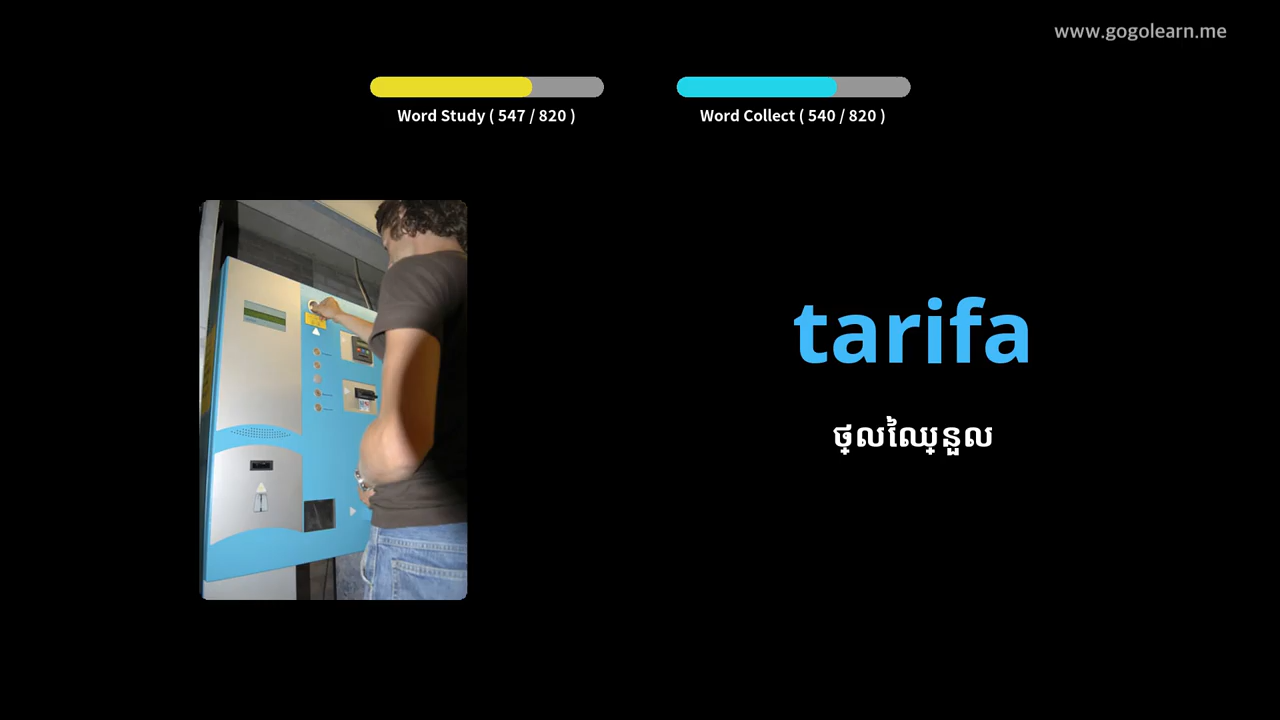 www.gogolearn.me
Word Study ( 547 / 820 )
Word Collect ( 540 / 820 )
tarifa
ថ្លៃឈ្នួល